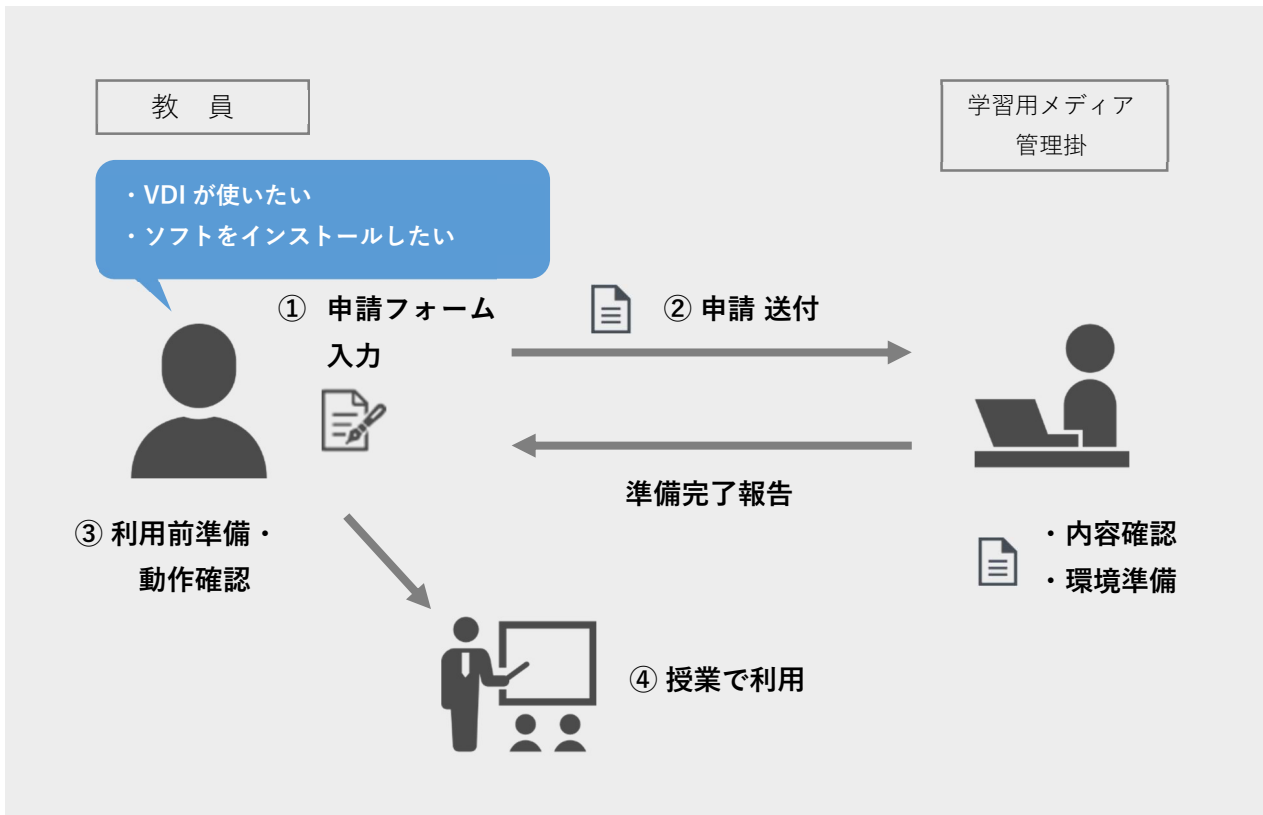 教　員
学習用メディア
管理掛
・VDI が使いたい
・ソフトをインストールしたい
① 申請フォーム
入力
② 申請 送付
準備完了報告
③ 利用前準備・
動作確認
・内容確認
・環境準備
④ 授業で利用